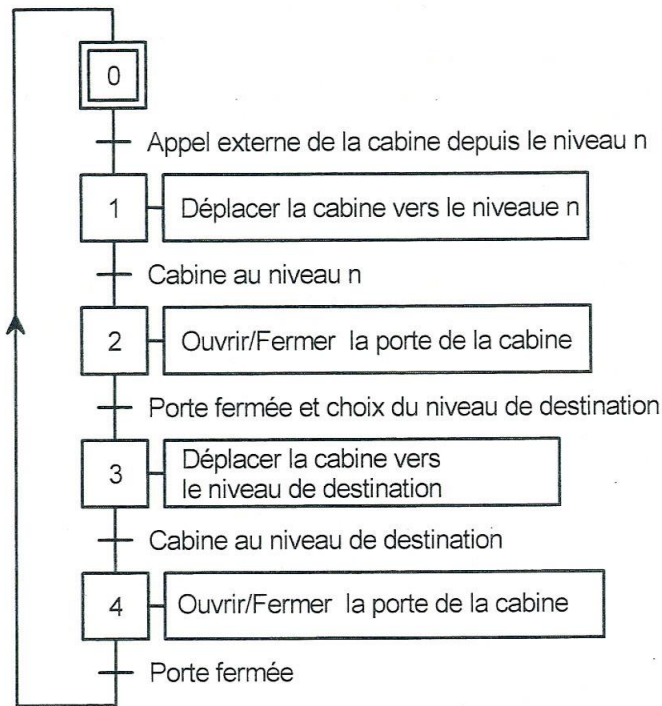 0
Appel externe de la cabine depuis le niveau n
1
Déplacer la cabine vers le niveaue n
Cabine au niveau n
2
Ouvrir/Fermer la porte de la cabine
Porte fermée et choix du niveau de destination
3
Déplacer la cabine vers
le niveau de destination
Cabine au niveau de destination
4
Ouvrir/Fermer la porte de la cabine
Porte fermée